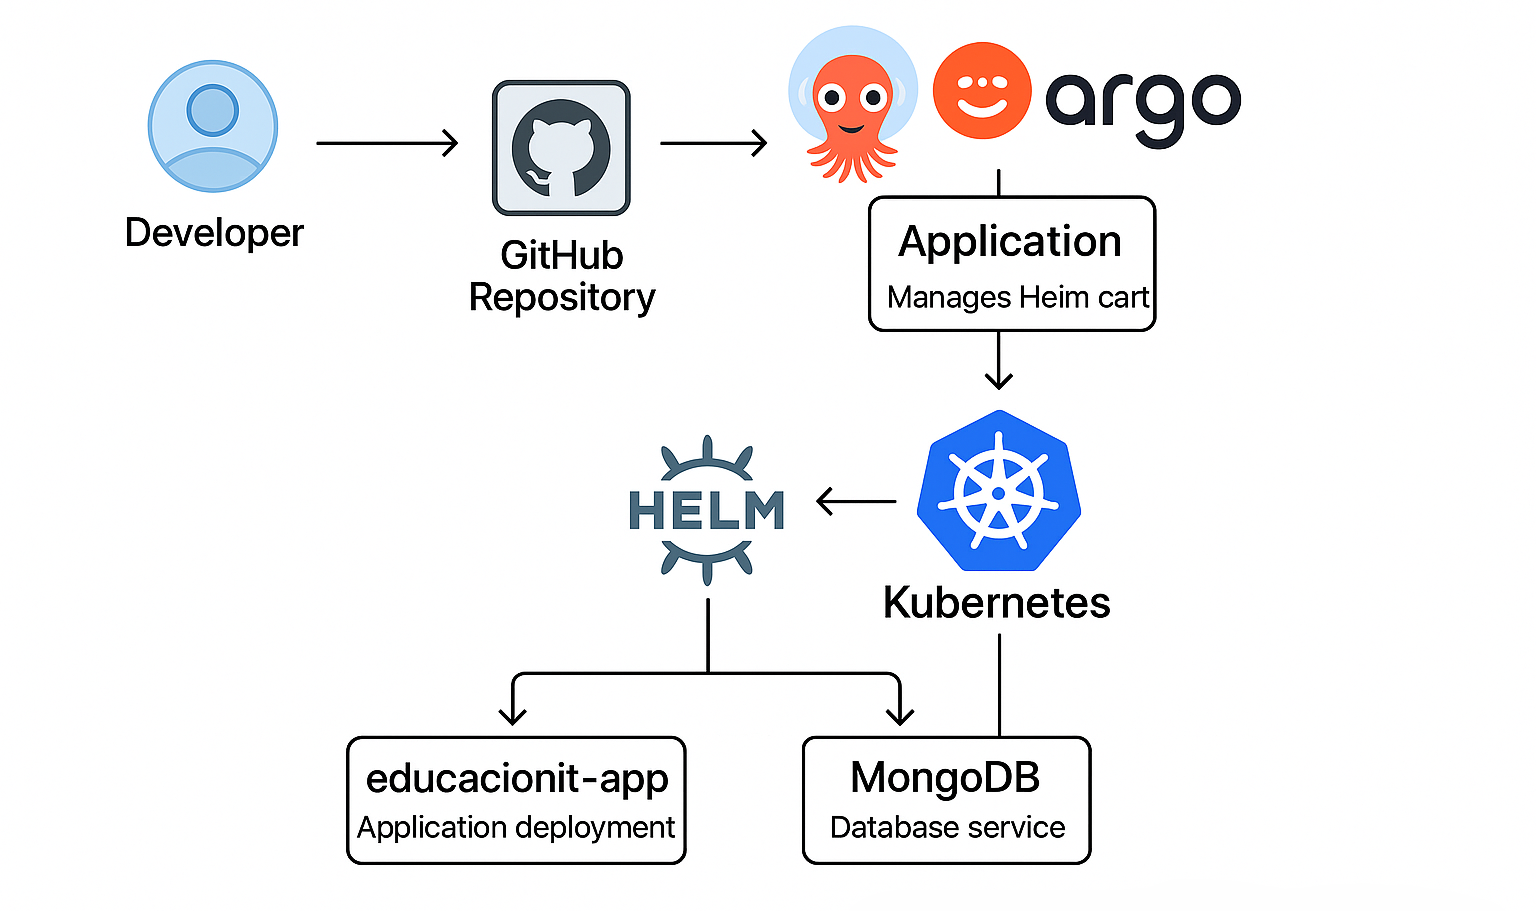 Developer
GitHub
Repository
argo
Application
Manages Heim cart
HELM
Kubernetes
educacionit-app
Application deployment
MongoDB
Database service